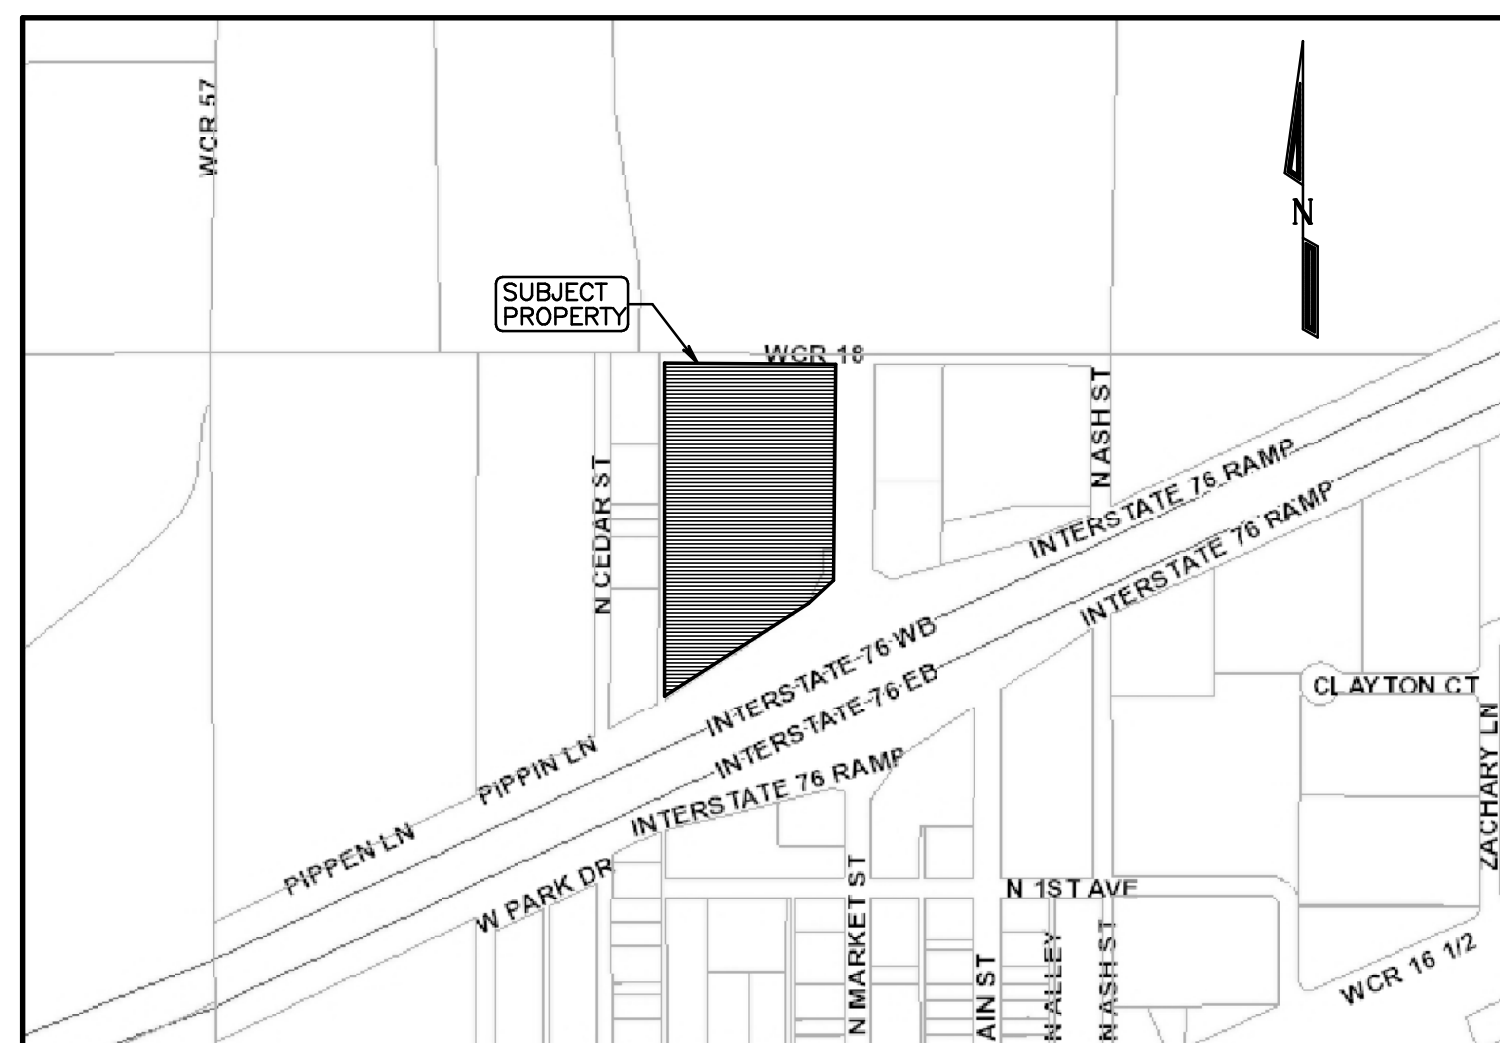 WCR 57
N
SUBJECT
PROPERTY
WCR 18
N ASH ST
INTERSTATE 76 RAMP
INTERSTATE 76 RAMP
N CEDAR ST
INTERSTATE 76 WB
INTERSTATE 76 EB
CLAYTON CT
PIPPIN LN
INTERSTATE 76 RAMP
ZACHARY LN
PIPPEN LN
W PARK DR
N 1ST AVE
N MARKET ST
AIN ST
N ALLEY
N ASH ST
WCR 16 1/2